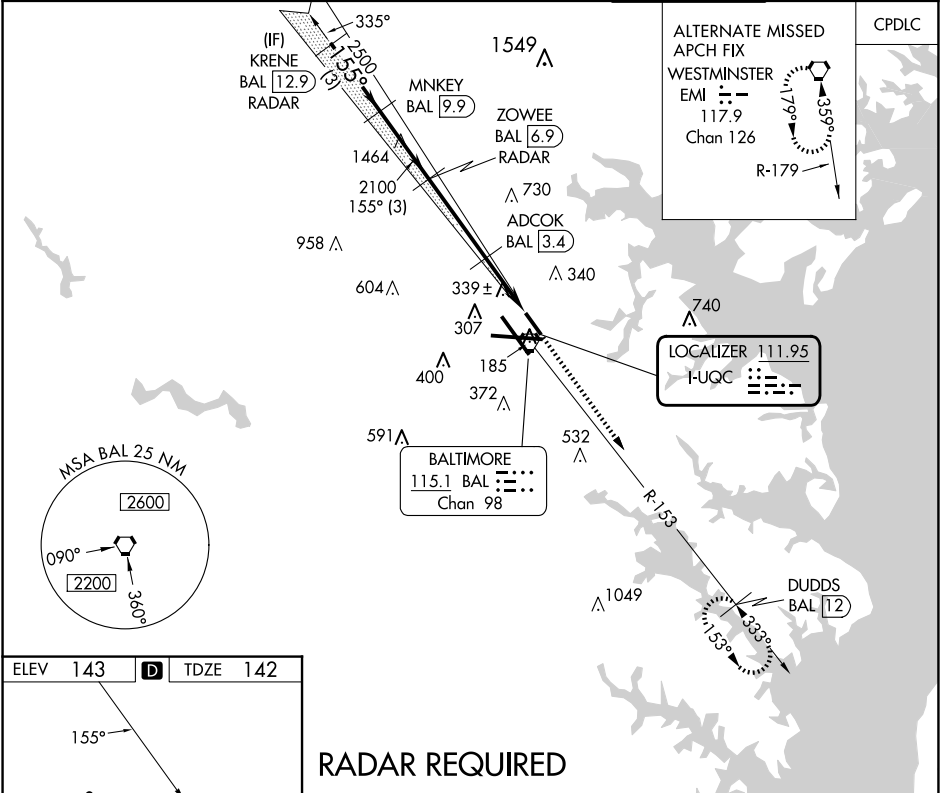 335°
(IF)
KRENE
BAL 12.9
RADAR
2500
155°
(3)
1549
MNKEY
BAL 9.9
ZOWEE
BAL 6.9
RADAR
1464
2100
155° (3)
730
ADCOK
BAL 3.4
958
340
604
339 ±
307
740
185
400
372
591
532
ALTERNATE MISSED
APCH FIX
WESTMINSTER
EMI
117.9
Chan 126
179°
359°
R-179
CPDLC
LOCALIZER 111.95
I-UQC
BALTIMORE
115.1 BAL
Chan 98
R-153
1049
DUDDS
BAL 12
153°
333°
MSA BAL 25 NM
2600
090°
2200
360°
ELEV 143 D TDZE 142
155°
RADAR REQUIRED